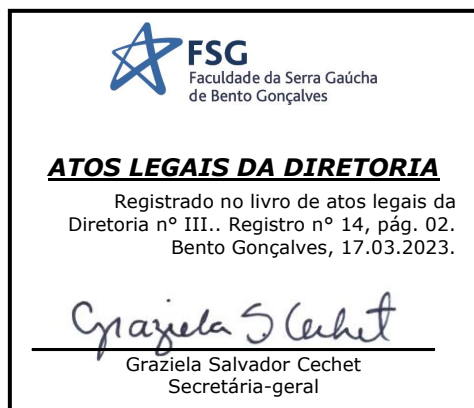 FSG
Faculdade da Serra Gaúcha
de Bento Gonçalves
ATOS LEGAIS DA DIRETORIA
Registrado no livro de atos legais da
Diretoria n° III.. Registro n° 14, pág. 02.
Bento Gonçalves, 17.03.2023.
Graziela S Cechet
Graziela Salvador Cechet
Secretária-geral